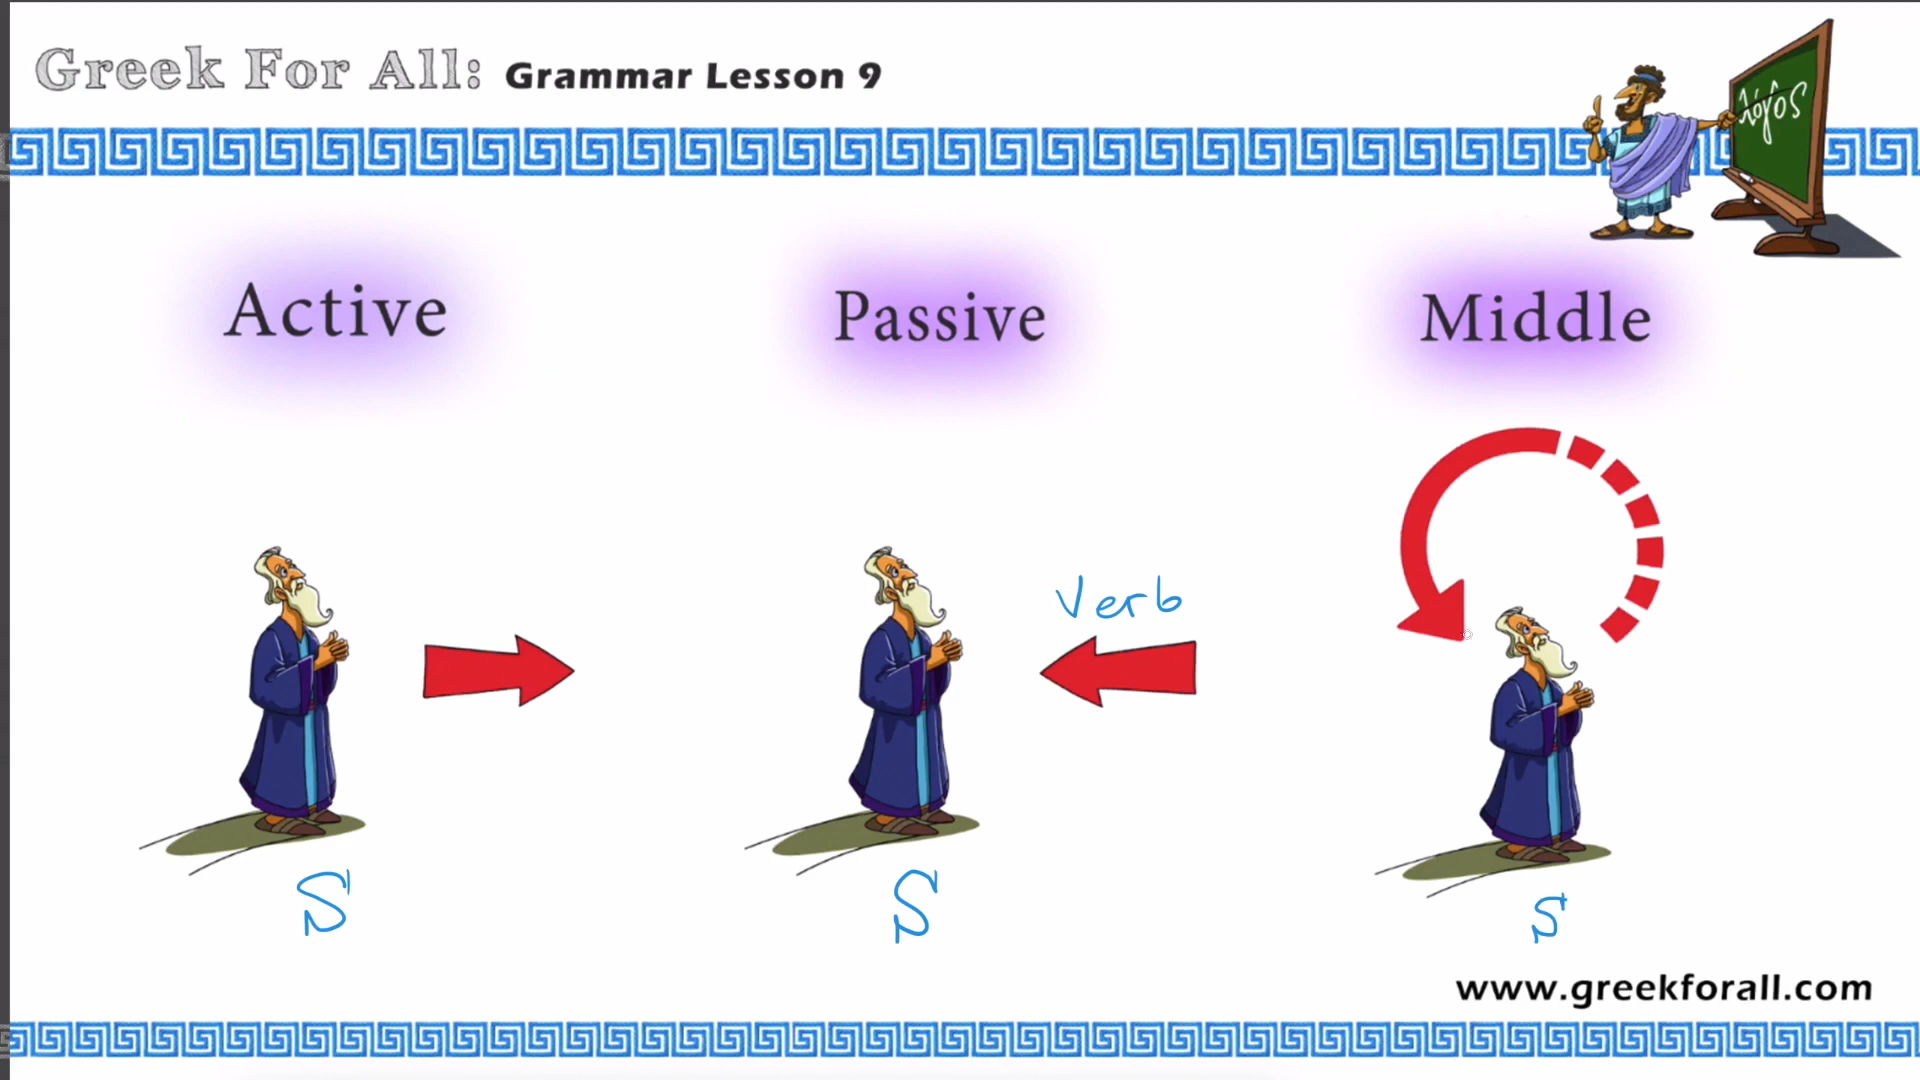 Greek For All: Grammar Lesson 9
λόγος
Active Passive Middle
Verb
S S S
www.greekforall.com